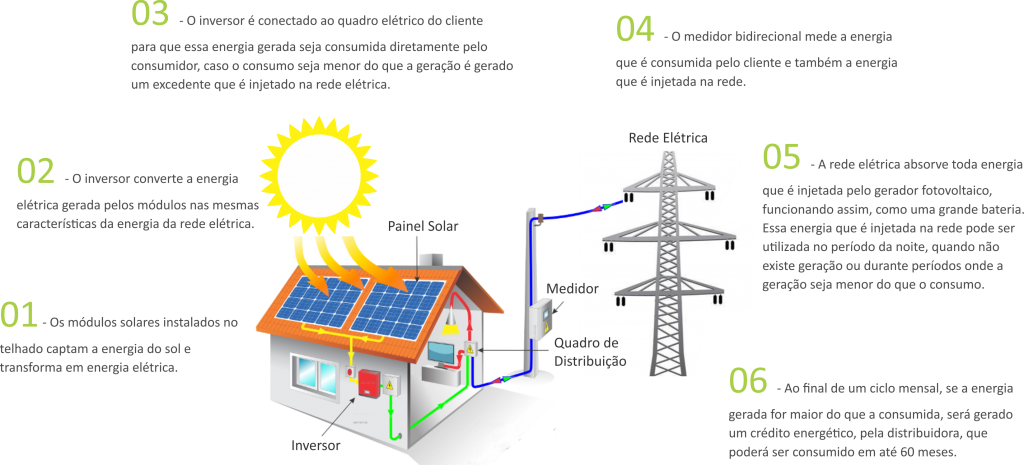 01 - Os módulos solares instalados no
telhado captam a energia do sol e
transforma em energia elétrica.
02 - O inversor converte a energia
elétrica gerada pelos módulos nas mesmas
características da energia da rede elétrica.
03 - O inversor é conectado ao quadro elétrico do cliente
para que essa energia gerada seja consumida diretamente pelo
consumidor, caso o consumo seja menor do que a geração é gerado
um excedente que é injetado na rede elétrica.
04 - O medidor bidirecional mede a energia
que é consumida pelo cliente e também a energia
que é injetada na rede.
05 - A rede elétrica absorve toda energia
que é injetada pelo gerador fotovoltaico,
funcionando assim, como uma grande bateria.
Essa energia que é injetada na rede pode ser
utilizada no período da noite, quando não
existe geração ou durante períodos onde a
geração seja menor do que o consumo.
06 - Ao final de um ciclo mensal, se a energia
gerada for maior do que a consumida, será gerado
um crédito energético, pela distribuidora, que
poderá ser consumido em até 60 meses.
Rede Elétrica
Painel Solar
Medidor
Quadro de
Distribuição
Inversor